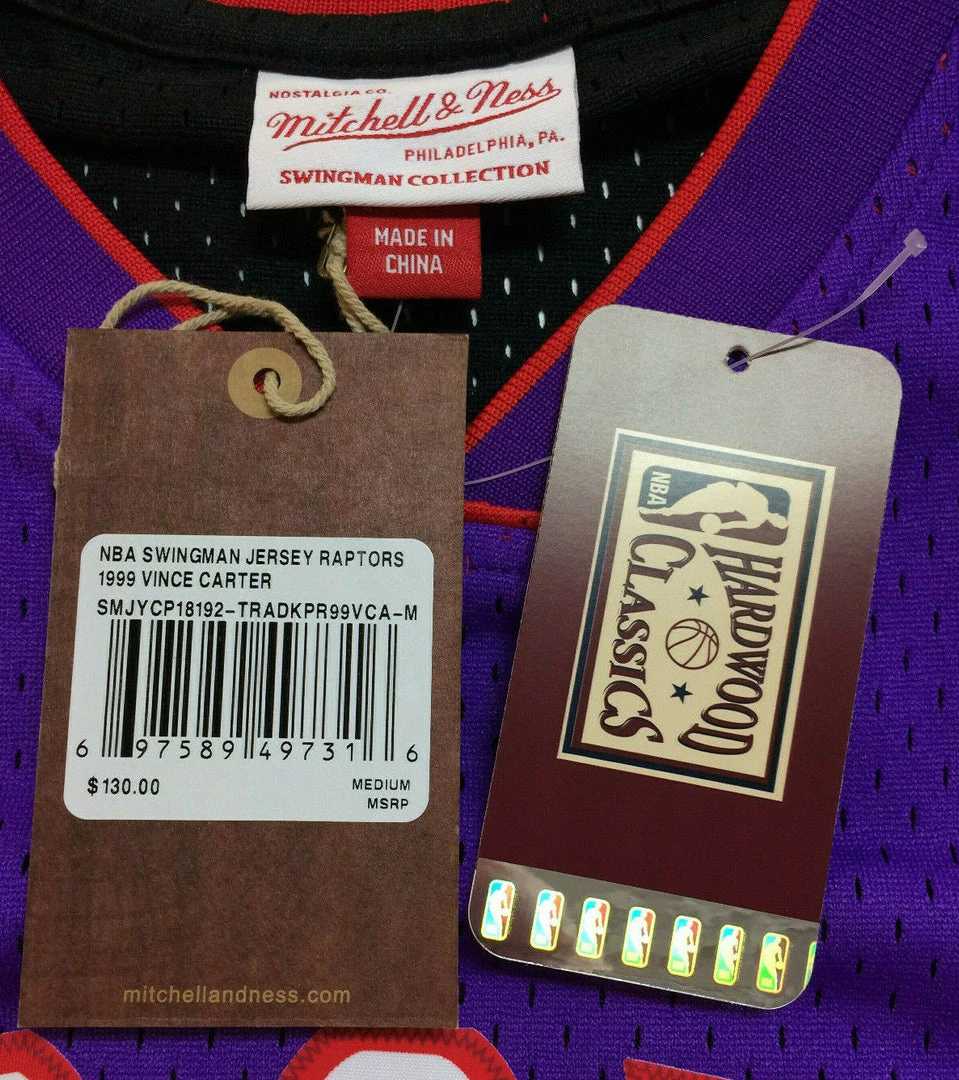 NOSTALGIA CO.
Mitchell & Ness
PHILADELPHIA, PA.
SWINGMAN COLLECTION
MADE IN
CHINA
NBA SWINGMAN JERSEY RAPTORS
1999 VINCE CARTER
SMJYCP18192-TRADKPR99VCA-M
6 97589 49731 6
$130.00
MEDIUM
MSRP
mitchellandness.com
NBA
HARDWOOD
CLASSICS